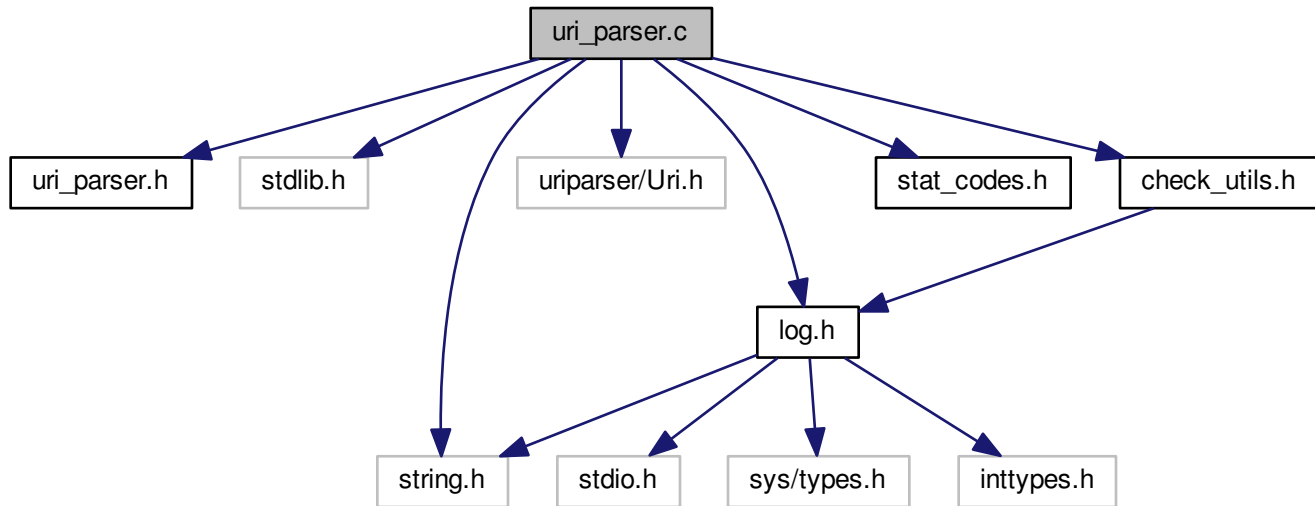 uri_parser.c
uri_parser.h
stdlib.h
uriparser/Uri.h
stat_codes.h
check_utils.h
log.h
string.h
stdio.h
sys/types.h
inttypes.h